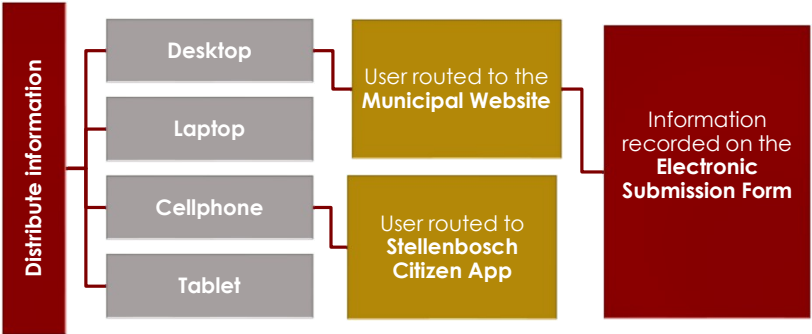 Distribute information
Desktop
Laptop
Cellphone
Tablet
User routed to the
Municipal Website
User routed to
Stellenbosch
Citizen App
Information
recorded on the
Electronic
Submission Form